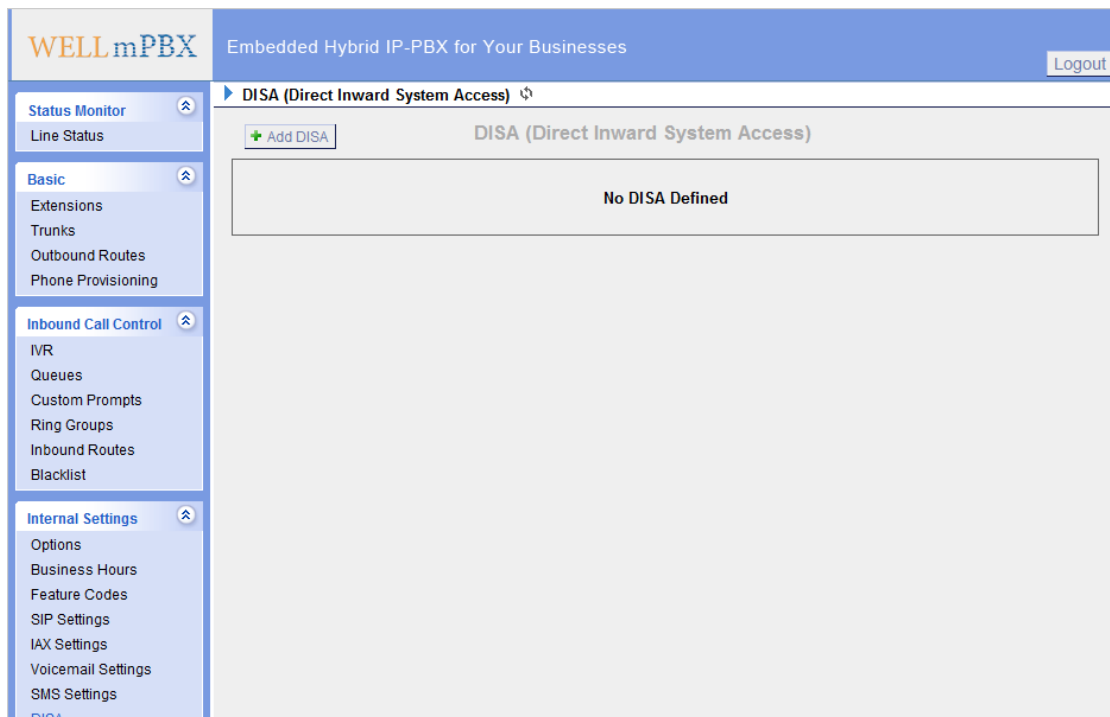 WELL mPBX
Embedded Hybrid IP-PBX for Your Businesses
Logout
Status Monitor
Line Status
Basic
Extensions
Trunks
Outbound Routes
Phone Provisioning
Inbound Call Control
IVR
Queues
Custom Prompts
Ring Groups
Inbound Routes
Blacklist
Internal Settings
Options
Business Hours
Feature Codes
SIP Settings
IAX Settings
Voicemail Settings
SMS Settings
DISA
DISA (Direct Inward System Access)
Add DISA
DISA (Direct Inward System Access)
No DISA Defined